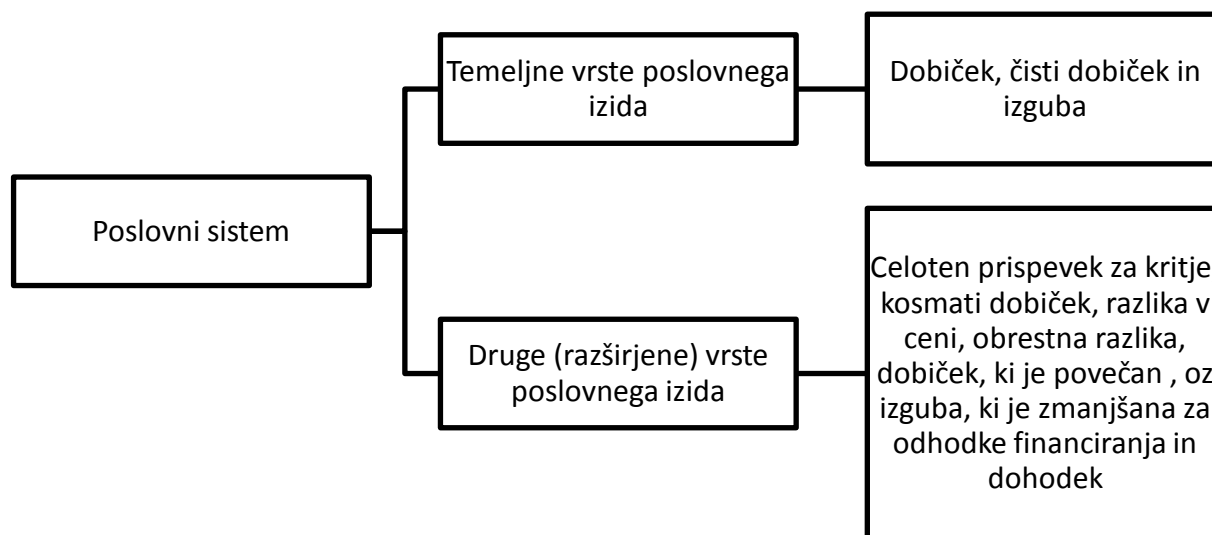 Poslovni sistem
Temeljne vrste poslovnega
izida
Dobiček, čisti dobiček in
izguba
Druge (razširjene) vrste
poslovnega izida
Celoten prispevek za kritje
kosmati dobiček, razlika v
ceni, obrestna razlika,
dobiček, ki je povečan , oz
izguba, ki je zmanjšana za
odhodke financiranja in
dohodek